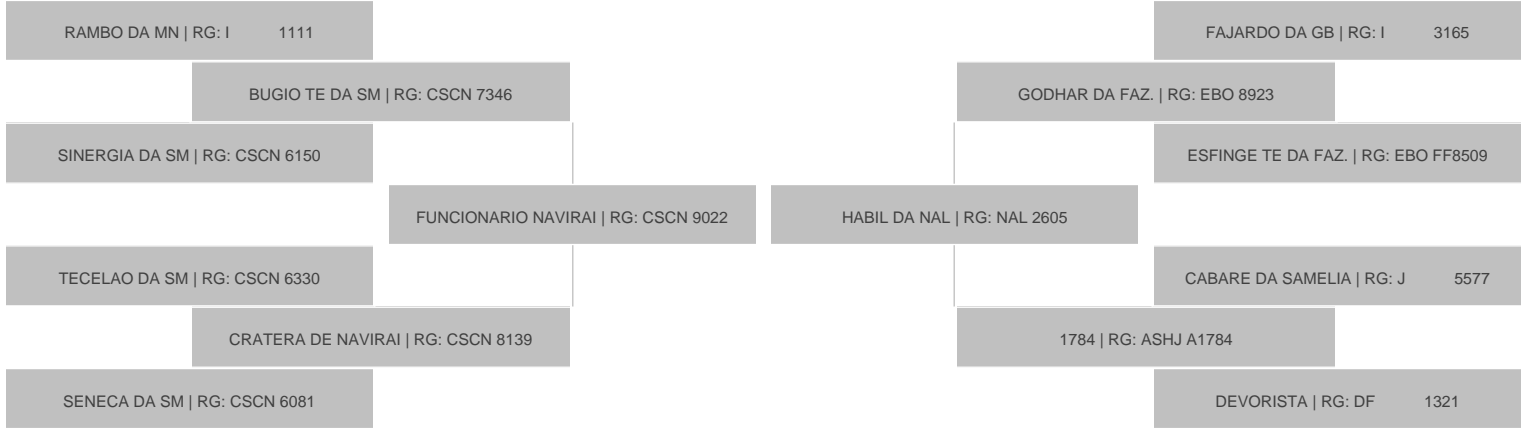 RAMBO DA MN | RG: I 1111
FAJARDO DA GB | RG: I 3165
BUGIO TE DA SM | RG: CSCN 7346
GODHAR DA FAZ. | RG: EBO 8923
SINERGIA DA SM | RG: CSCN 6150
ESFINGE TE DA FAZ. | RG: EBO FF8509
FUNCIONARIO NAVIRAI | RG: CSCN 9022
HABIL DA NAL | RG: NAL 2605
TECELAO DA SM | RG: CSCN 6330
CABARE DA SAMELIA | RG: J 5577
CRATERA DE NAVIRAI | RG: CSCN 8139
1784 | RG: ASHJ A1784
SENECA DA SM | RG: CSCN 6081
DEVORISTA | RG: DF 1321